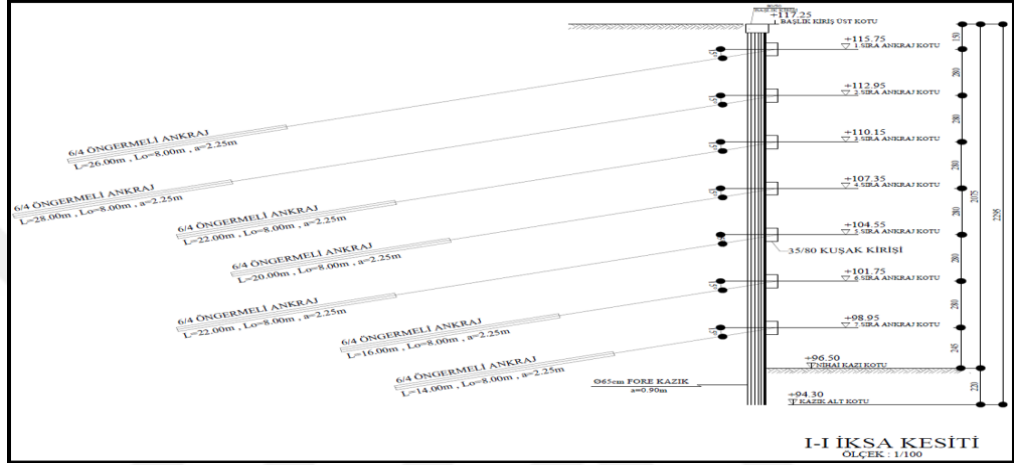 +117.25
BAŞLIK KİRİŞ ÜST KOTU
+115.75
1.SIRA ANKRAJ KOTU
+112.95
2.SIRA ANKRAJ KOTU
+110.15
3.SIRA ANKRAJ KOTU
+107.35
4.SIRA ANKRAJ KOTU
+104.55
5.SIRA ANKRAJ KOTU
35/80 KUŞAK KİRİŞİ
+101.75
6.SIRA ANKRAJ KOTU
+98.95
7.SIRA ANKRAJ KOTU
+96.50
NİHAİ KAZI KOTU
+94.30
KAZIK ALT KOTU
6/4 ÖNGERMELİ ANKRAJ
L=26.00m , Lo=8.00m , a=2.25m
6/4 ÖNGERMELİ ANKRAJ
L=28.00m , Lo=8.00m , a=2.25m
6/4 ÖNGERMELİ ANKRAJ
L=22.00m , Lo=8.00m , a=2.25m
6/4 ÖNGERMELİ ANKRAJ
L=20.00m , Lo=8.00m , a=2.25m
6/4 ÖNGERMELİ ANKRAJ
L=22.00m , Lo=8.00m , a=2.25m
6/4 ÖNGERMELİ ANKRAJ
L=16.00m , Lo=8.00m , a=2.25m
6/4 ÖNGERMELİ ANKRAJ
L=14.00m , Lo=8.00m , a=2.25m
Ø65cm FORE KAZIK
a=0.90m
150
280
280
280
280
280
280
245
220
2075
2295
I-I İKSA KESİTİ
ÖLÇEK : 1/100